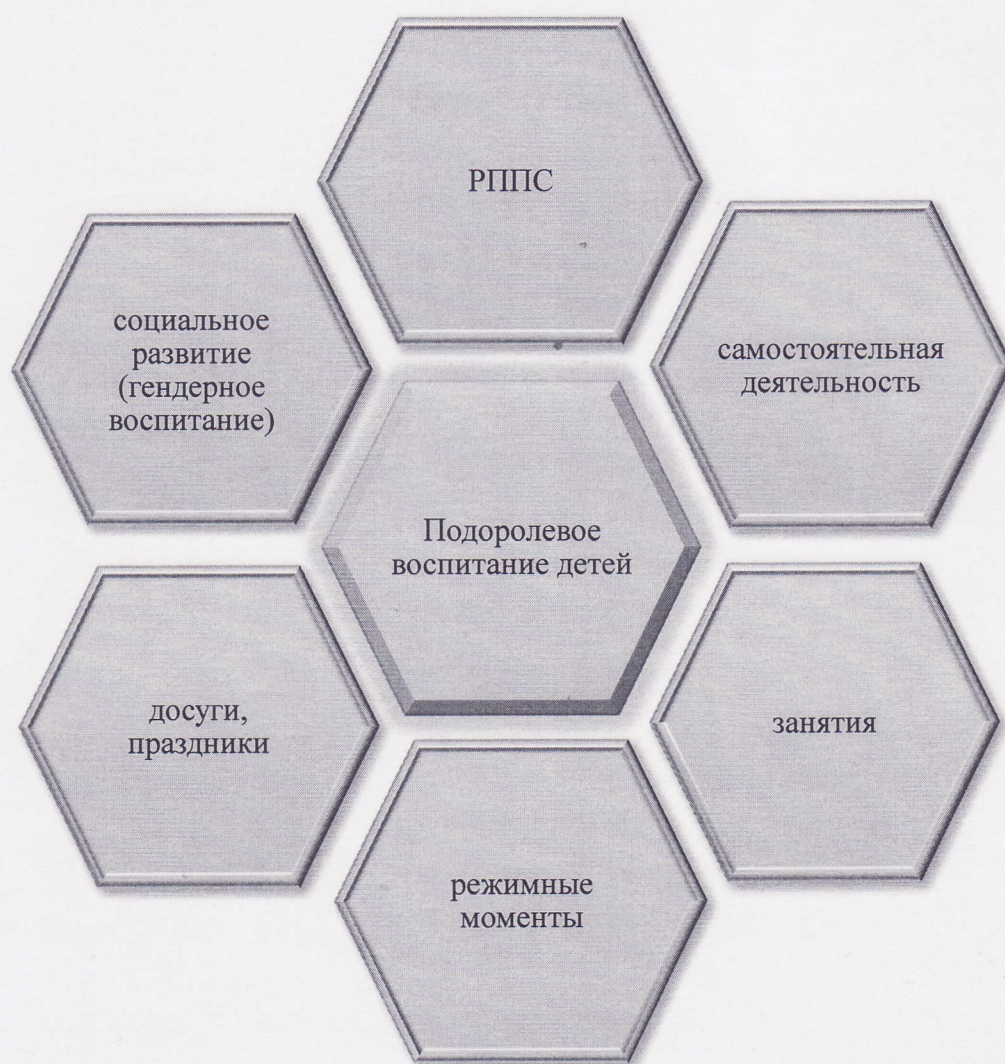 РППС
социальное
развитие
(гендерное
воспитание)
самостоятельная
деятельность
Подоролевое
воспитание детей
досуги,
праздники
занятия
режимные
моменты